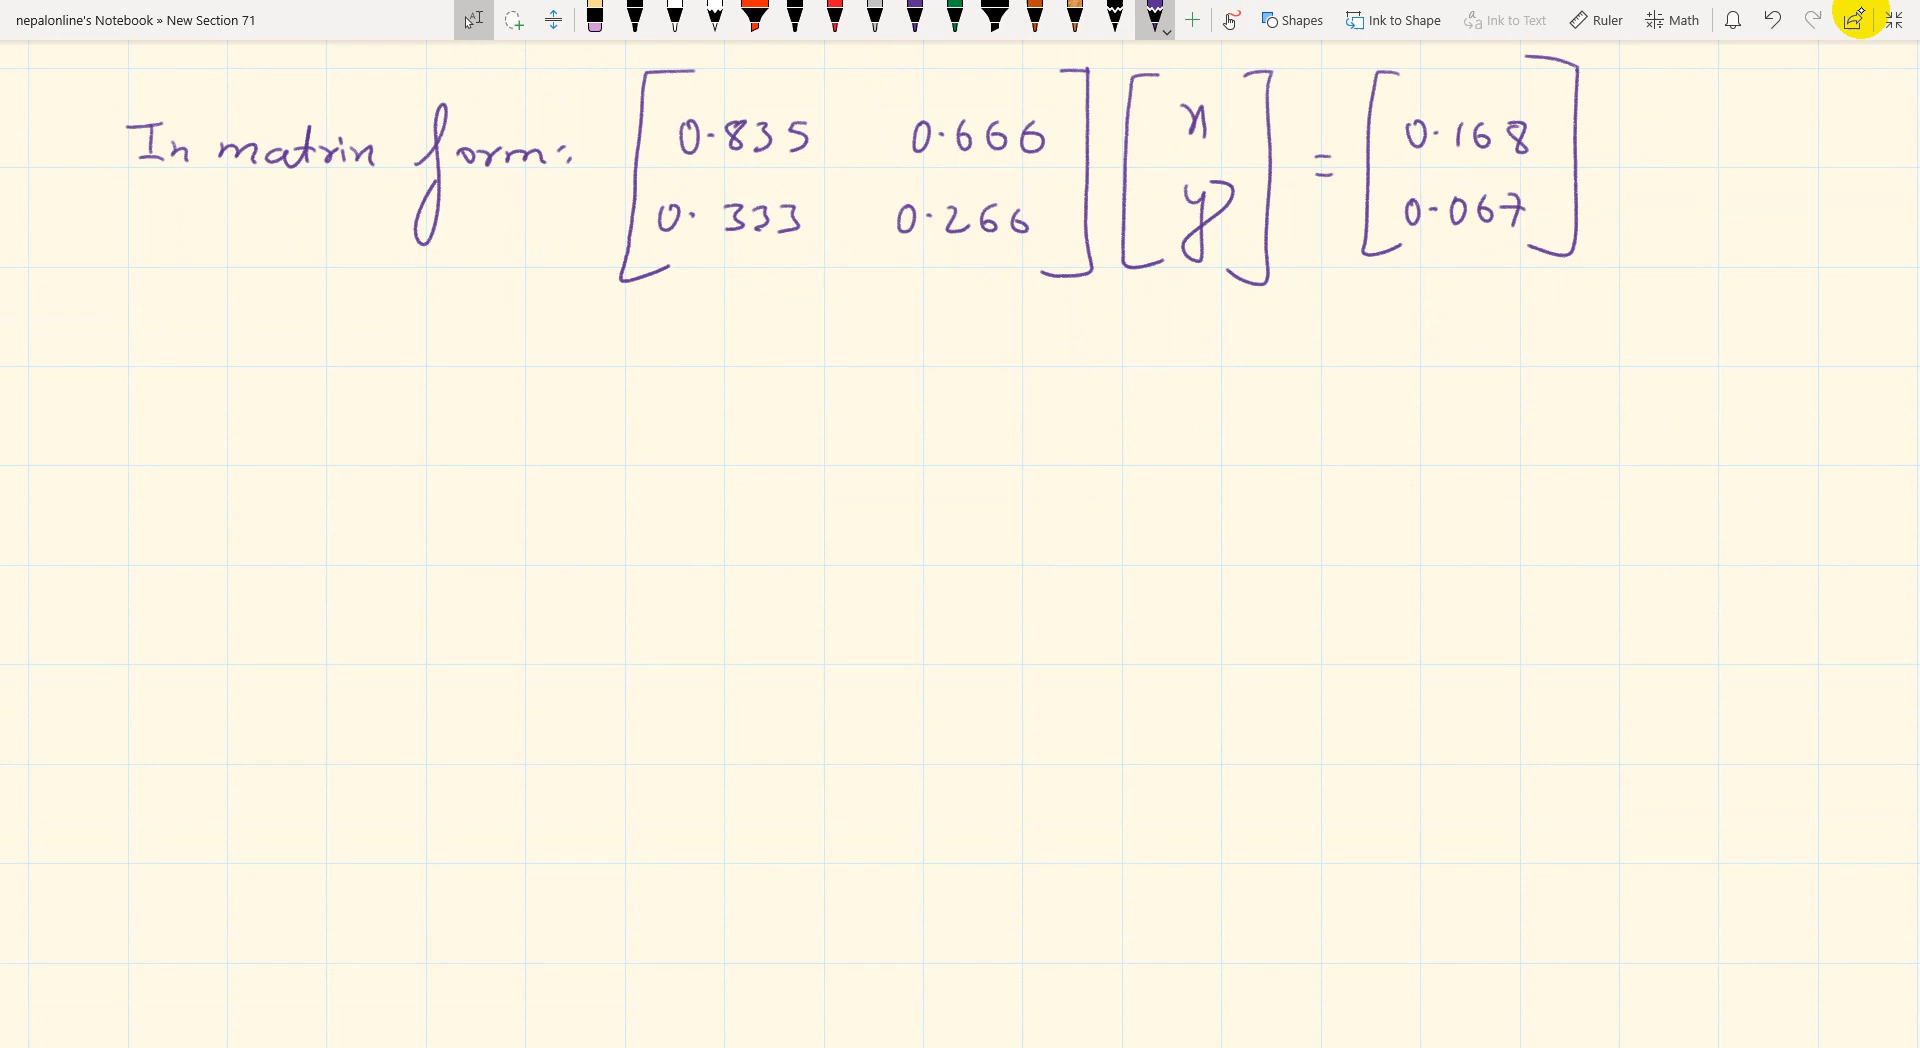 nepalonline's Notebook » New Section 71 Shapes Ink to Shape Ink to Text Ruler Math
In matrix form: [0.835 0.666] [x] = [0.168]
[0.333 0.266] [y] [0.067]